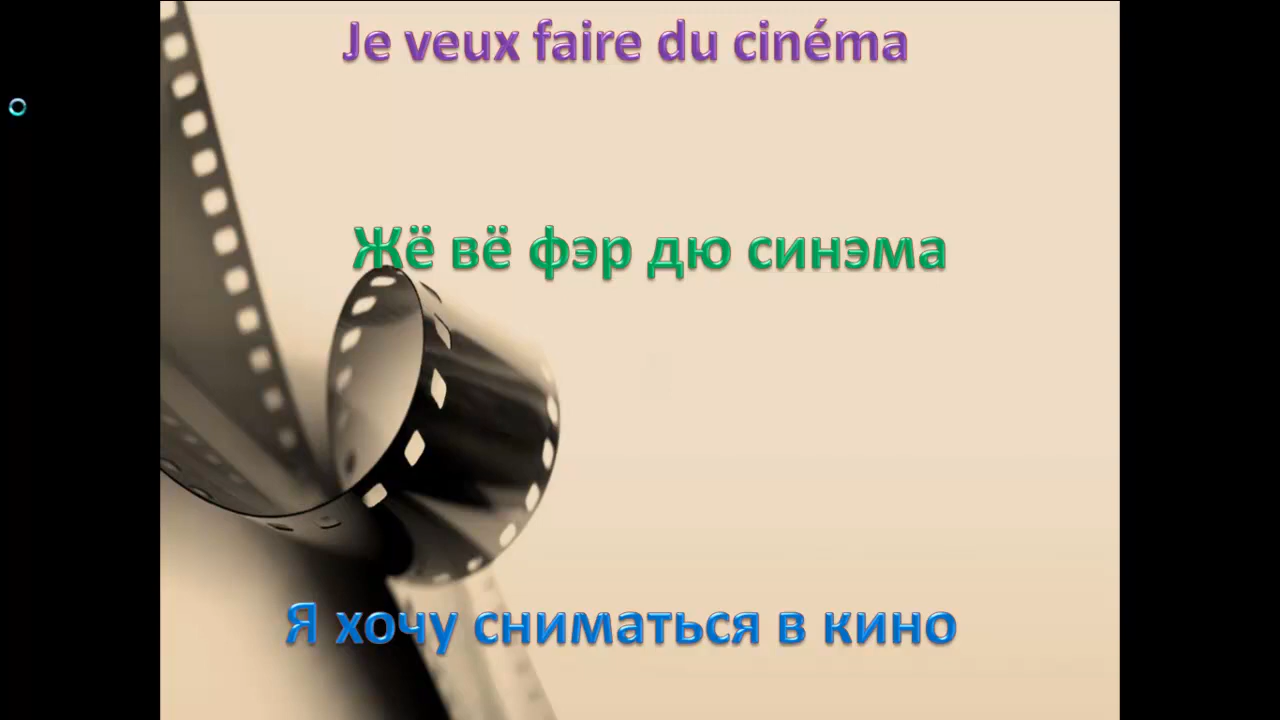 Je veux faire du cinéma
Жё вё фэр дю синэма
Я хочу сниматься в кино